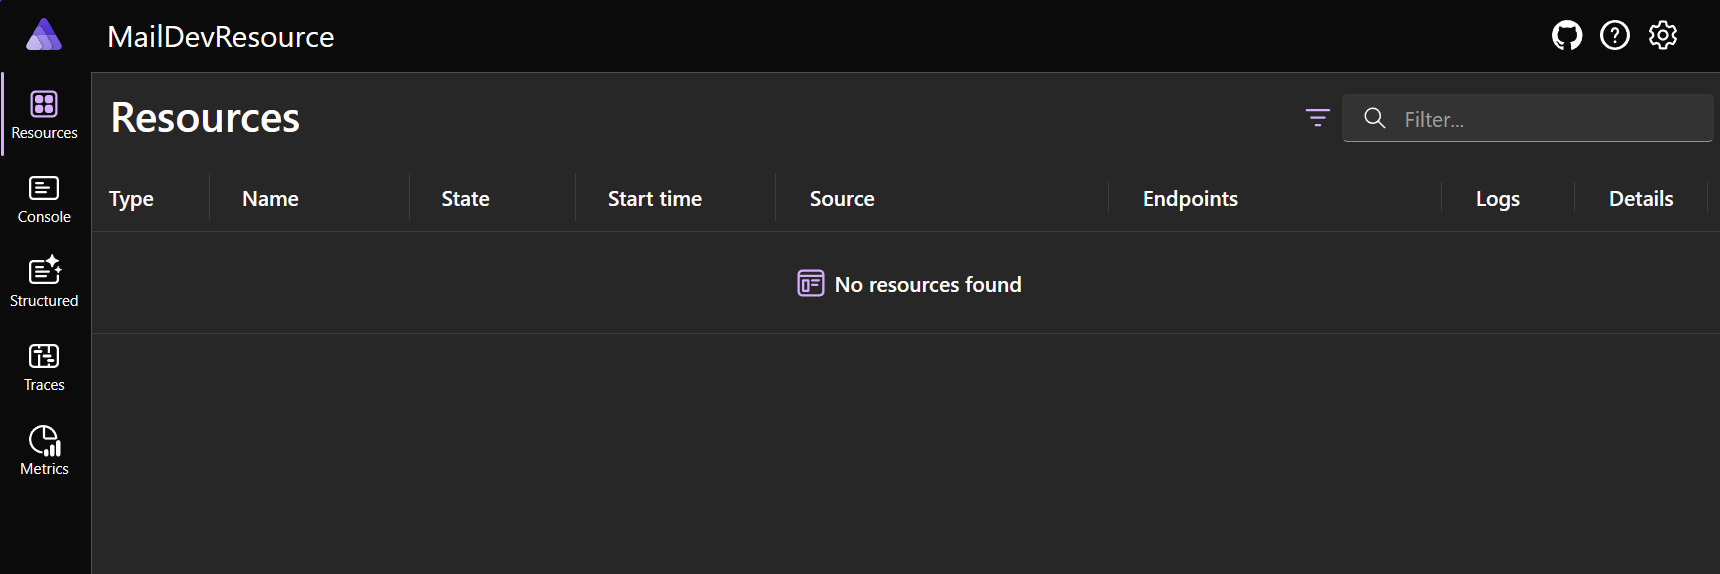 MailDevResource
Resources
Console
Structured
Traces
Metrics
Resources
Filter...
Type Name State Start time Source Endpoints Logs Details
No resources found